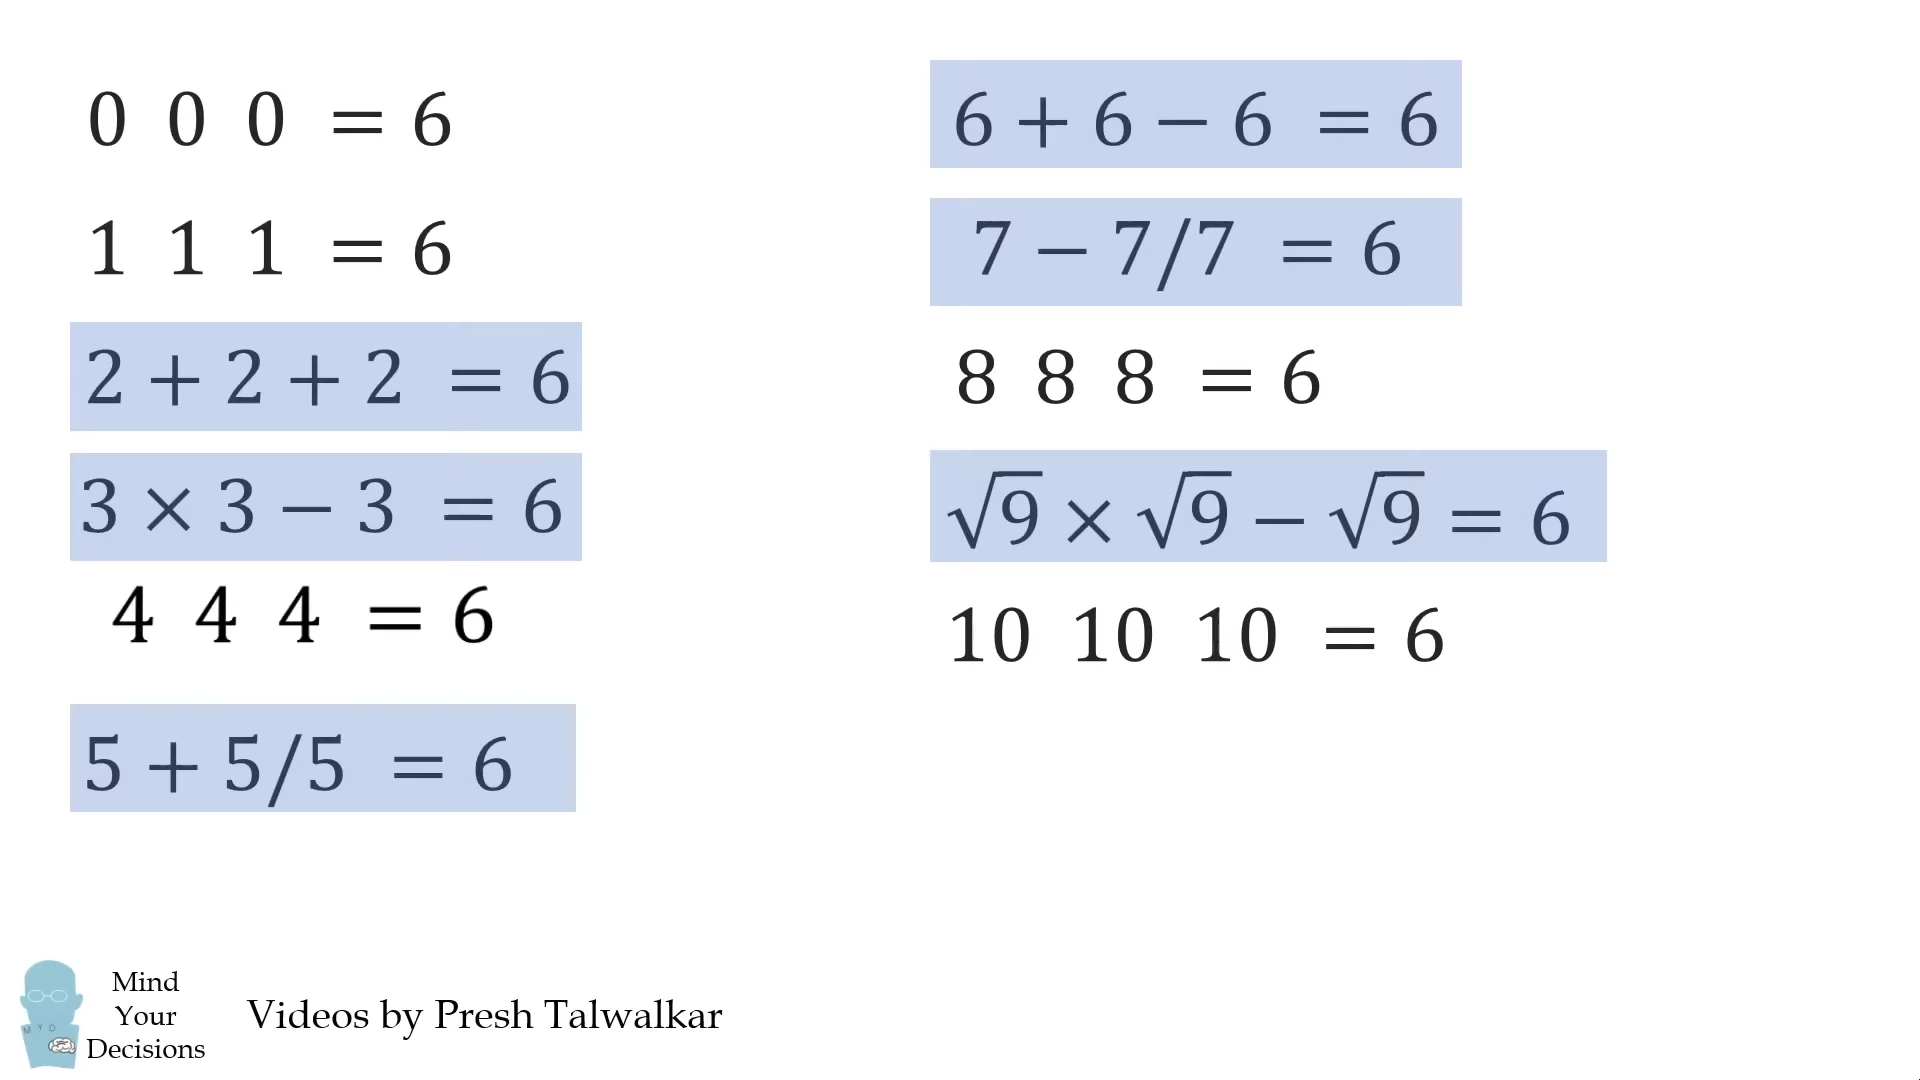 0 0 0 = 6
1 1 1 = 6
2 + 2 + 2 = 6
3 × 3 − 3 = 6
4 4 4 = 6
5 + 5/5 = 6
6 + 6 − 6 = 6
7 − 7/7 = 6
8 8 8 = 6
√9 × √9 − √9 = 6
10 10 10 = 6
M Y D
Mind
Your
Decisions
Videos by Presh Talwalkar